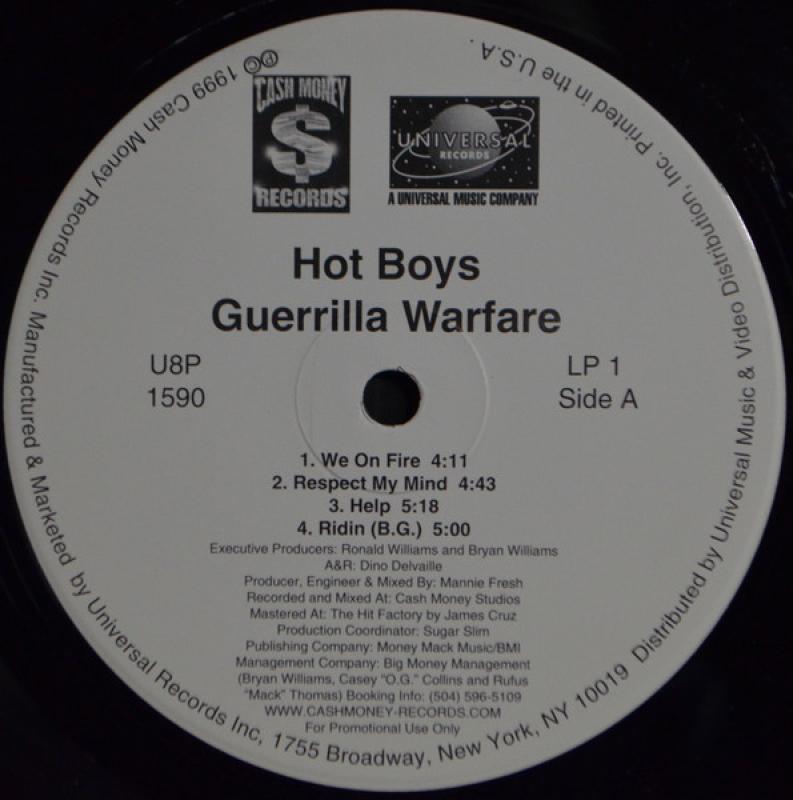 CASH MONEY
$
RECORDS
UNIVERSAL
RECORDS
A UNIVERSAL MUSIC COMPANY
Hot Boys
Guerrilla Warfare
U8P
1590
LP 1
Side A
1. We On Fire 4:11
2. Respect My Mind 4:43
3. Help 5:18
4. Ridin (B.G.) 5:00
Executive Producers: Ronald Williams and Bryan Williams
A&R: Dino Delvaille
Producer, Engineer & Mixed By: Mannie Fresh
Recorded and Mixed At: Cash Money Studios
Mastered At: The Hit Factory by James Cruz
Production Coordinator: Sugar Slim
Publishing Company: Money Mack Music/BMI
Management Company: Big Money Management
(Bryan Williams, Casey "O.G." Collins and Rufus
"Mack" Thomas) Booking Info: (504) 596-5109
WWW.CASHMONEY-RECORDS.COM
For Promotional Use Only
℗© 1999 Cash Money Records Inc. Manufactured & Marketed by Universal Records Inc, 1755 Broadway, New York, NY 10019 Distributed by Universal Music & Video Distribution, Inc. Printed in the U.S.A.